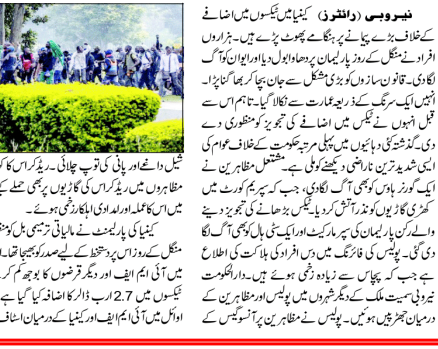 نیروبی (رائٹرز) کینیا میں ٹیکسوں میں اضافے
کے خلاف بڑے پیمانے پر ہنگامے پھوٹ پڑے ہیں۔ ہزاروں
افراد نے منگل کے روز پارلیمان پر دھاوا بول دیا اور ایوان کو آگ
لگا دی۔ قانون سازوں کو بڑی مشکل سے جان بچا کر بھاگنا پڑا۔
انہیں ایک سرنگ کے ذریعہ عمارت سے نکالا گیا۔ تاہم اس سے
قبل انہوں نے ٹیکس میں اضافے کی تجویز کو منظوری دے
دی۔ گذشتہ کئی دہائیوں میں پہلی مرتبہ حکومت کے خلاف عوام کی
ایسی شدید ترین ناراضی دیکھنے کو ملی ہے۔ مشتعل مظاہرین نے
ایک گورنر ہاوس کو بھی آگ لگا دی، جب کہ سپریم کورٹ میں
کھڑی گاڑیوں کو نذر آتش کر دیا۔ ٹیکس بڑھانے کی تجویز دینے
والے رکن پارلیمان کی سپر مارکیٹ اور ایک سٹی ہال کو بھی آگ لگا
دی گئی۔ پولیس کی فائرنگ میں دس افراد کی ہلاکت کی اطلاع
ہے جب کہ پچاس سے زیادہ زخمی ہوئے ہیں۔ دارالحکومت
نیروبی سمیت ملک کے دیگر شہروں میں پولیس اور مظاہرین کے
درمیان جھڑپیں ہوئیں۔ پولیس نے مظاہرین پر آنسو گیس کے
شیل داغے اور پانی کی توپ چلائی۔ ریڈ کراس کا
مظاہروں میں ریڈ کراس کی گاڑیوں پر بھی حملے کے
میں اس کا عملہ اور امدادی اہلکار زخمی ہوئے۔
کینیا کی پارلیمنٹ نے مالیاتی ترمیمی بل کو
منگل کے روز اس پر دستخط کے لیے صدر کو بھیجا تھا۔
میں آئی ایم ایف اور دیگر قرضوں کا بوجھ کم کر
ٹیکسوں میں 2.7 ارب ڈالر کا اضافہ کیا گیا ہے
اوائل میں آئی ایم ایف اور کینیا کے درمیان اسٹاف